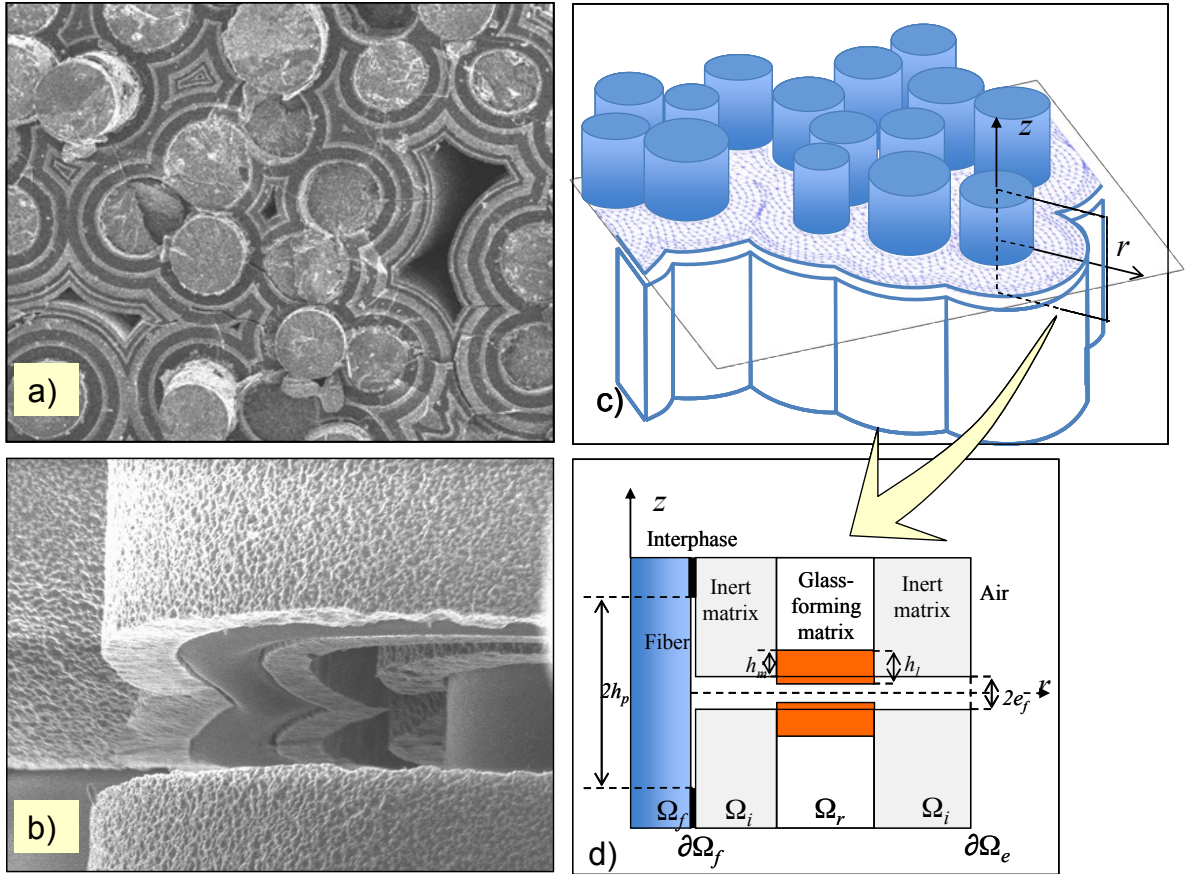 a)
b)
z
r
c)
z
Interphase
Inert
matrix
Glass-
forming
matrix
Inert
matrix
Air
Fiber
h_m
h_l
2h_p
r
2e_f
Ω_f
Ω_i
Ω_r
Ω_i
∂Ω_f
∂Ω_e
d)